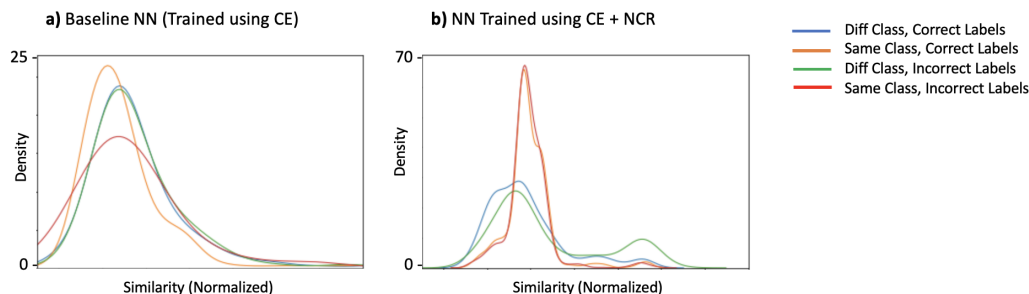 a) Baseline NN (Trained using CE)
25
0
Density
Similarity (Normalized)
b) NN Trained using CE + NCR
70
0
Density
Similarity (Normalized)
Diff Class, Correct Labels
Same Class, Correct Labels
Diff Class, Incorrect Labels
Same Class, Incorrect Labels